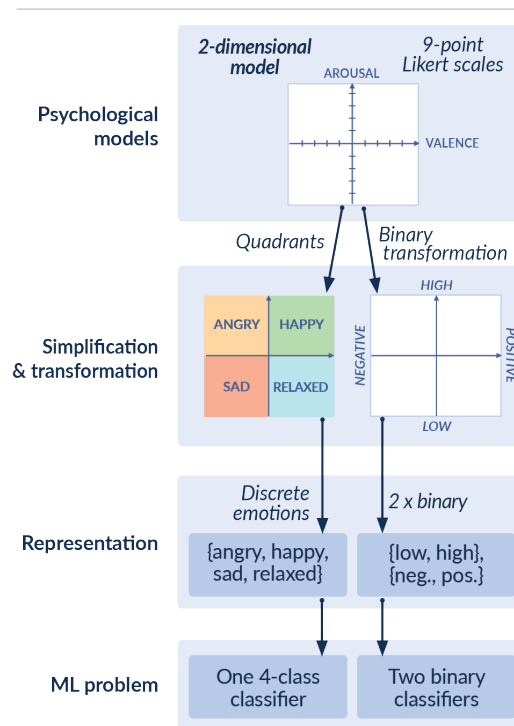 2-dimensional
model
9-point
Likert scales
AROUSAL
VALENCE
Psychological
models
Quadrants
Binary
transformation
HIGH
ANGRY
HAPPY
SAD
RELAXED
NEGATIVE
POSITIVE
LOW
Simplification
& transformation
Discrete
emotions
2 x binary
Representation
{angry, happy,
sad, relaxed}
{low, high},
{neg., pos.}
ML problem
One 4-class
classifier
Two binary
classifiers